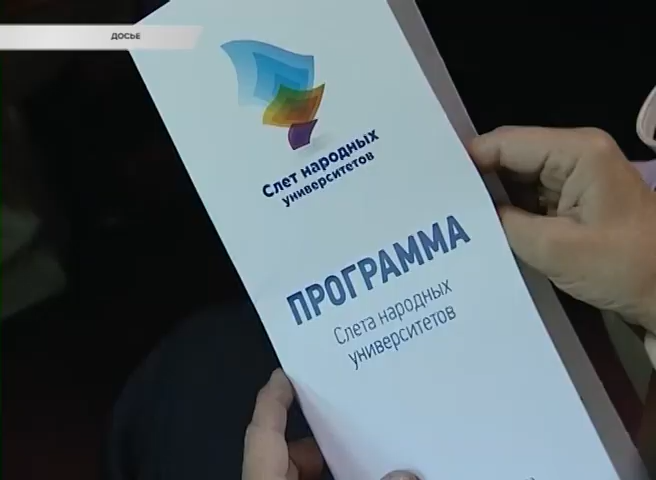 ДОСЬЕ
Слет народных
университетов
ПРОГРАММА
Слета народных
университетов